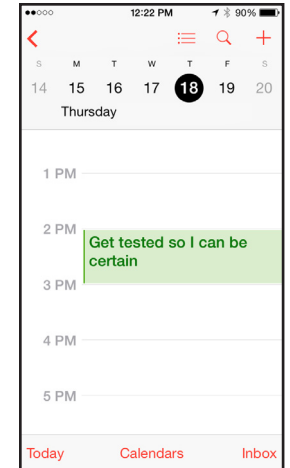 12:22 PM 90%
S M T W T F S
14 15 16 17 18 19 20
Thursday
1 PM
2 PM
Get tested so I can be
certain
3 PM
4 PM
5 PM
Today Calendars Inbox